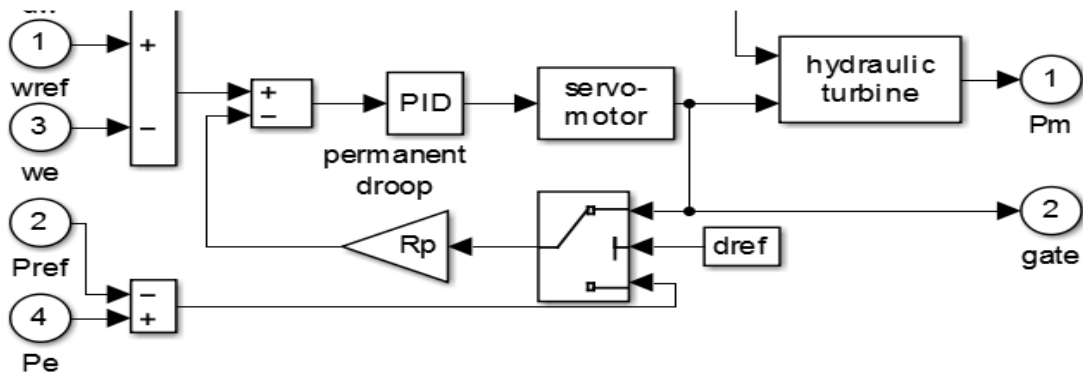 1
wref
3
we
2
Pref
4
Pe
+
−
+
−
−
+
PID
permanent
droop
servo-
motor
Rp
dref
hydraulic
turbine
1
Pm
2
gate